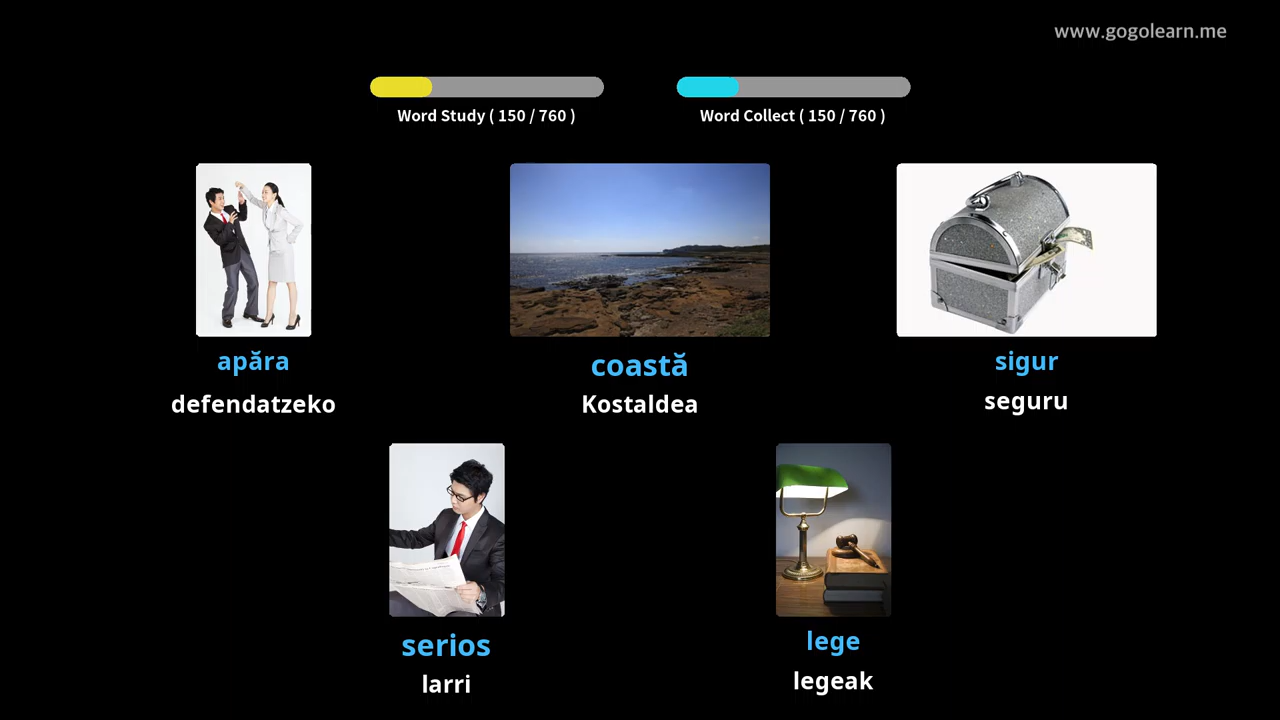 www.gogolearn.me
Word Study ( 150 / 760 )
Word Collect ( 150 / 760 )
apăra
defendatzeko
coastă
Kostaldea
sigur
seguru
serios
larri
lege
legeak